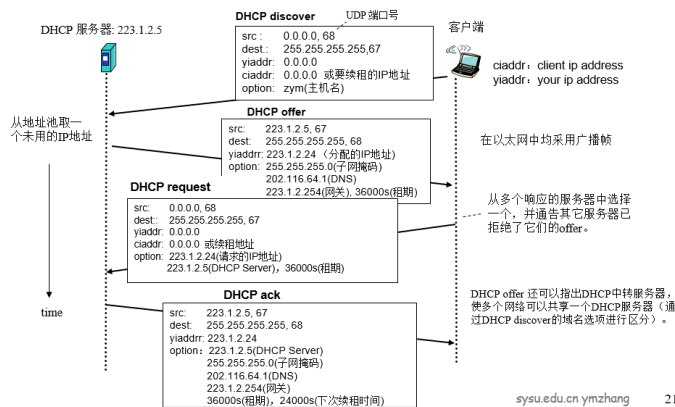 DHCP discover
UDP 端口号
DHCP 服务器: 223.1.2.5
客户端
src : 0.0.0.0, 68
dest.: 255.255.255.255,67
yiaddr: 0.0.0.0
ciaddr: 0.0.0.0 或要续租的IP地址
option: zym(主机名)
ciaddr: client ip address
yiaddr: your ip address
DHCP offer
从地址池取一
个未用的IP地址
src: 223.1.2.5, 67
dest: 255.255.255.255, 68
yiaddrr: 223.1.2.24 （分配的IP地址)
option: 255.255.255.0(子网掩码)
202.116.64.1(DNS)
223.1.2.254(网关), 36000s(租期)
在以太网中均采用广播帧
DHCP request
src: 0.0.0.0, 68
dest:: 255.255.255.255, 67
yiaddr: 0.0.0.0
ciaddr: 0.0.0.0 或续租地址
option: 223.1.2.24(请求的IP地址)
223.1.2.5(DHCP Server)，36000s(租期)
从多个响应的服务器中选择
一个，并通告其它服务器已
拒绝了它们的offer。
time
DHCP ack
src: 223.1.2.5, 67
dest: 255.255.255.255, 68
yiaddrr: 223.1.2.24
option：223.1.2.5(DHCP Server)
255.255.255.0(子网掩码)
202.116.64.1(DNS)
223.1.2.254(网关)
36000s(租期)，24000s(下次续租时间)
DHCP offer 还可以指出DHCP中转服务器，
使多个网络可以共享一个DHCP服务器（通
过DHCP discover的域名选项进行区分）。
sysu.edu.cn ymzhang
21